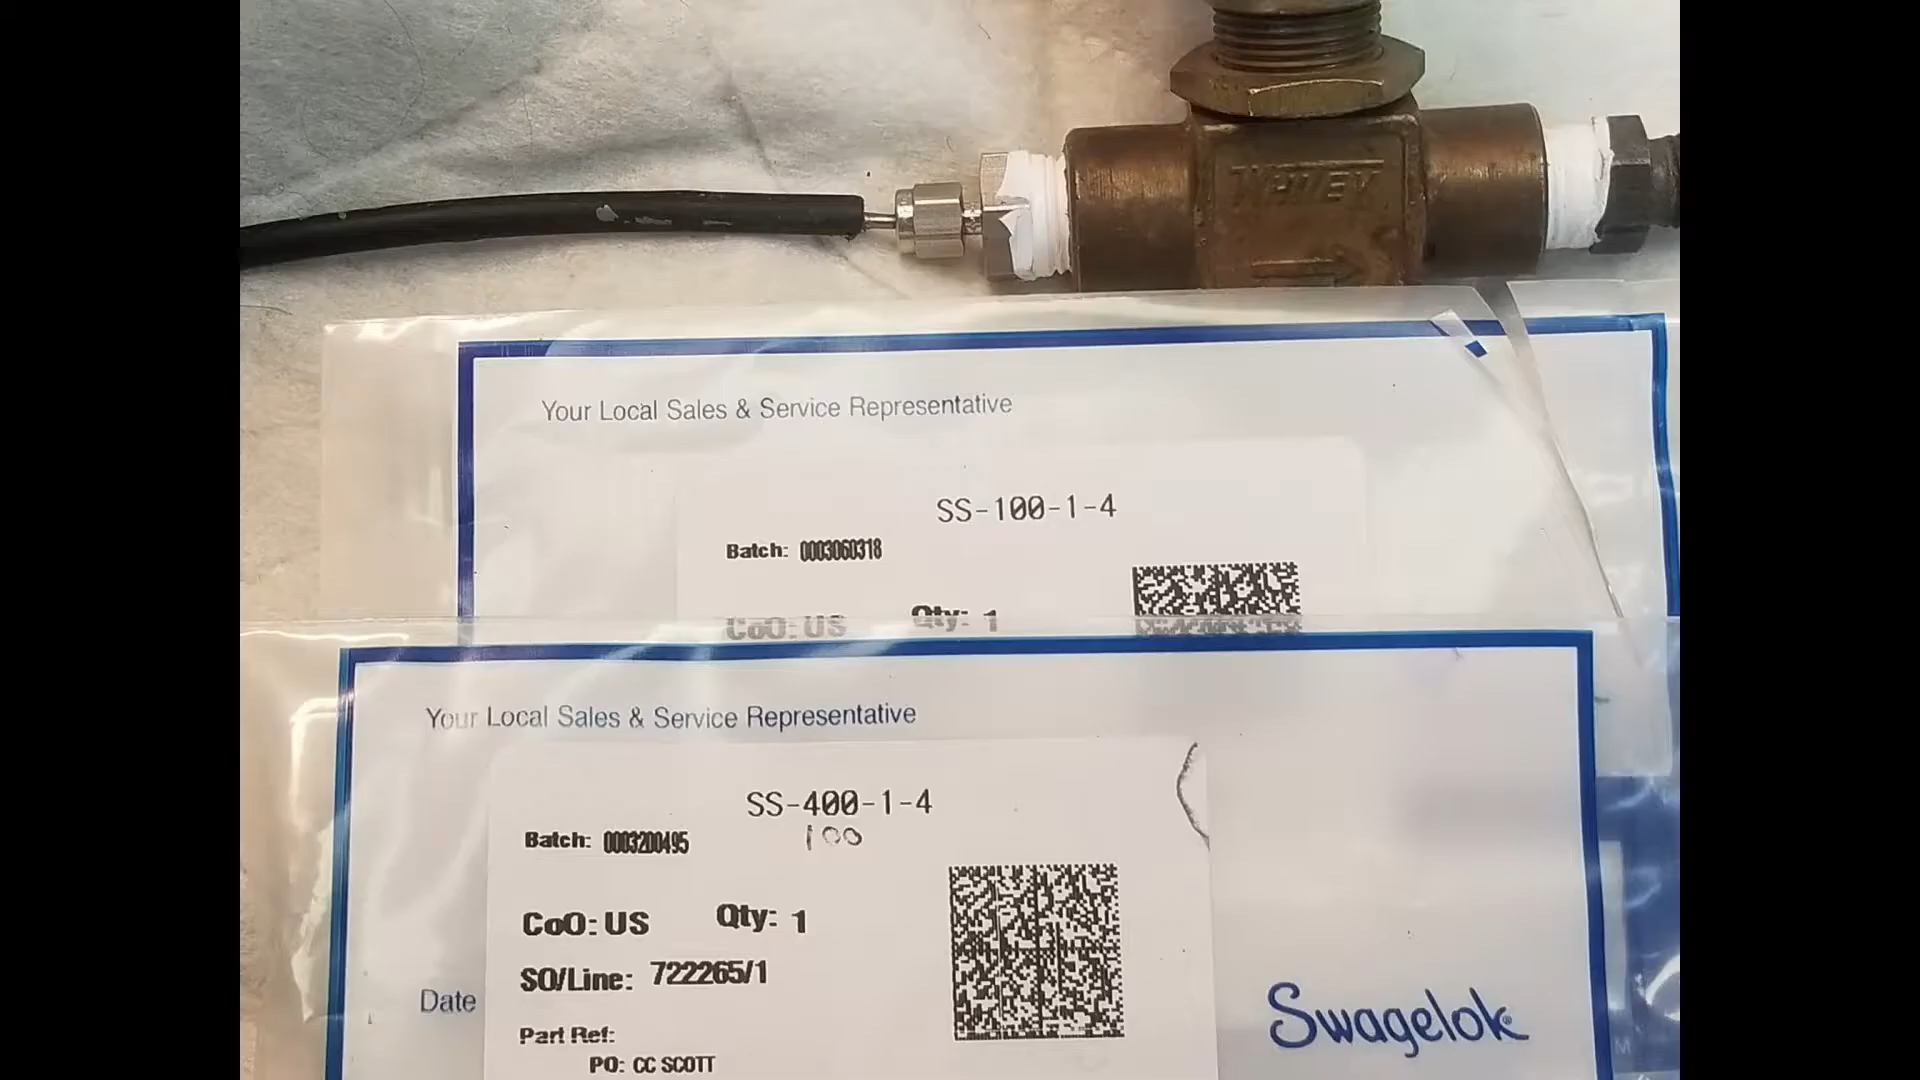 WHITEY
Your Local Sales & Service Representative
SS-100-1-4
Batch: 0003060318
CoO: US Qty: 1
Your Local Sales & Service Representative
SS-400-1-4
100
Batch: 0003200495
CoO: US Qty: 1
SO/Line: 722265/1
Date
Part Ref:
PO: CC SCOTT
Swagelok®
M